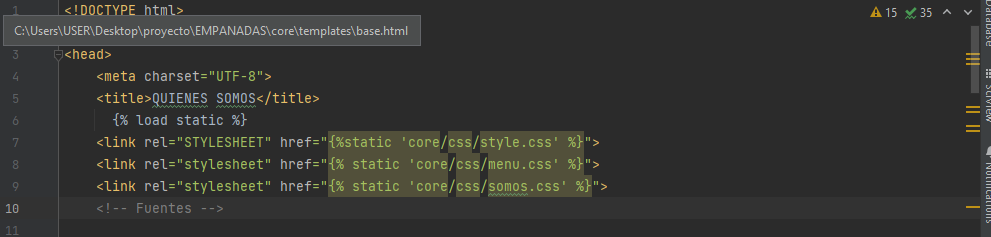 1 <!DOCTYPE html>
15 35
C:\Users\USER\Desktop\proyecto\EMPANADAS\core\templates\base.html
3 <head>
4 <meta charset="UTF-8">
5 <title>QUIENES SOMOS</title>
6 {% load static %}
7 <link rel="STYLESHEET" href="{%static 'core/css/style.css' %}">
8 <link rel="stylesheet" href="{% static 'core/css/menu.css' %}">
9 <link rel="stylesheet" href="{% static 'core/css/somos.css' %}">
10 <!-- Fuentes -->
11
Database
SciView
Notifications